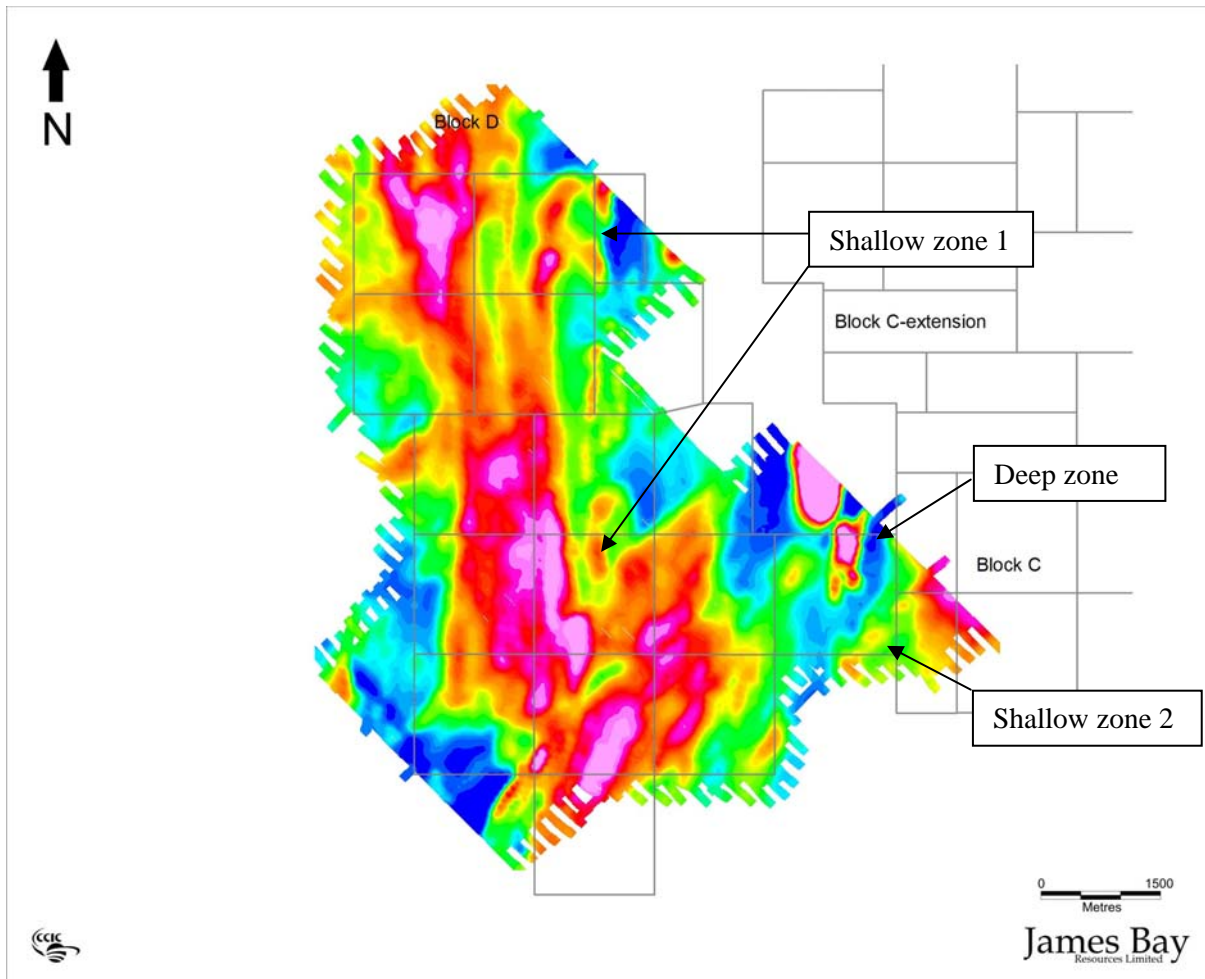 N
Block D
Shallow zone 1
Block C-extension
Deep zone
Block C
Shallow zone 2
0 1500
Metres
CCIC
James Bay
Resources Limited